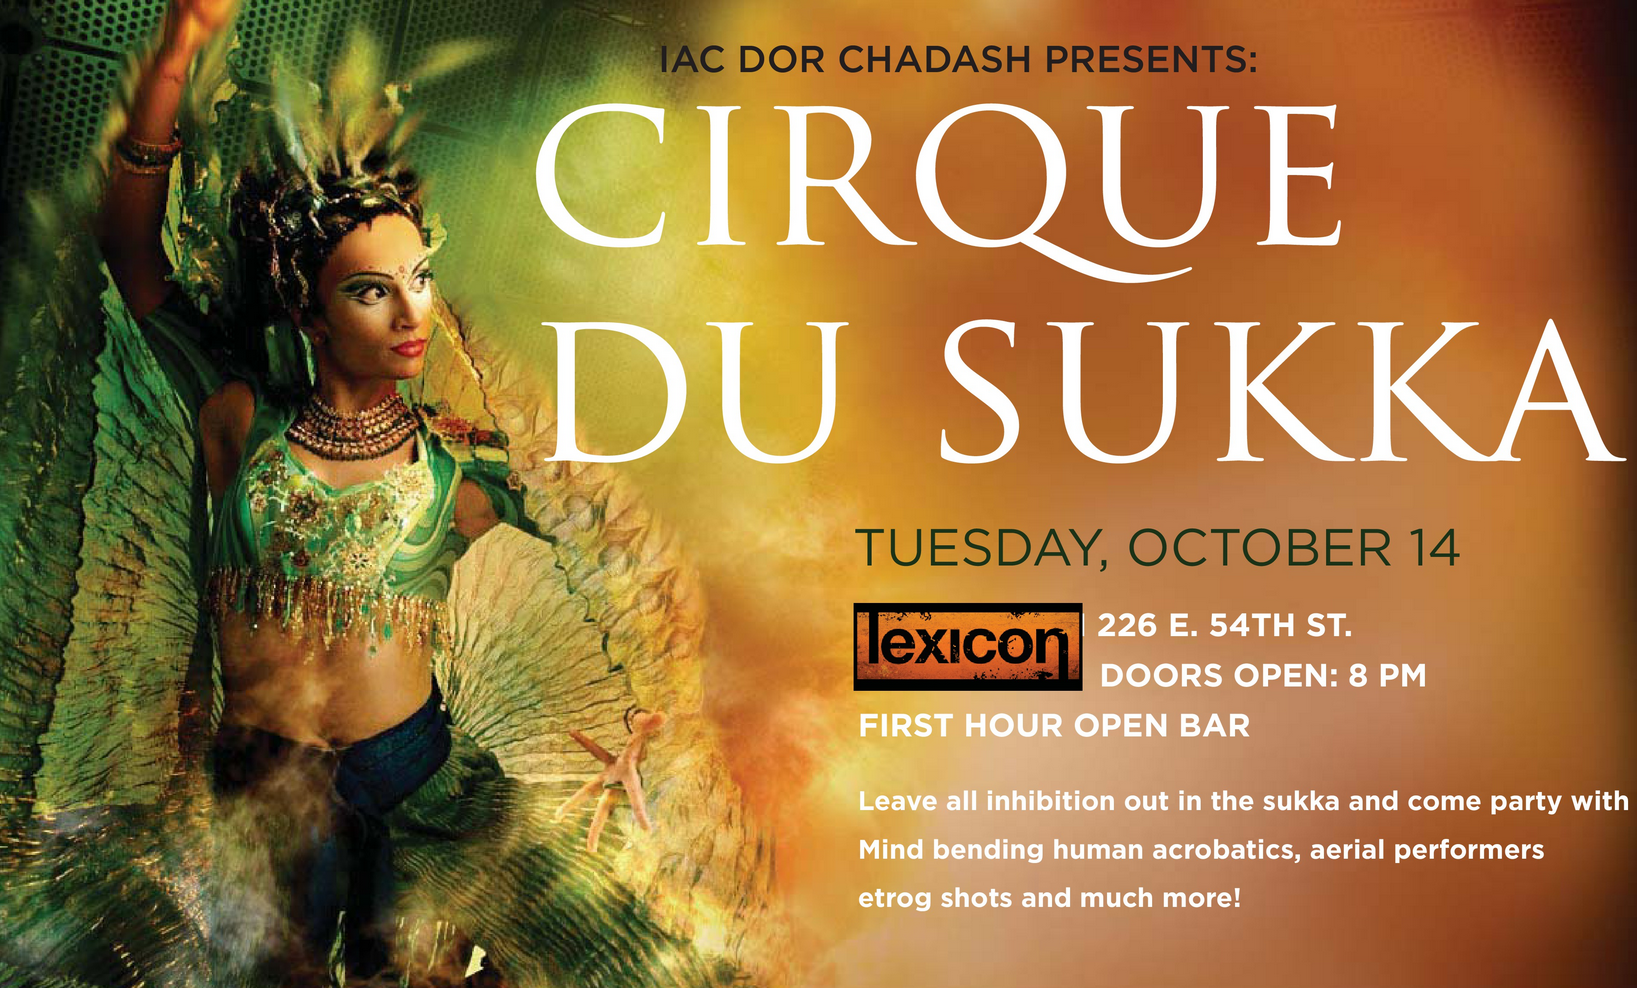 IAC DOR CHADASH PRESENTS:
CIRQUE
DU SUKKA
TUESDAY, OCTOBER 14
lexicon 226 E. 54TH ST.
DOORS OPEN: 8 PM
FIRST HOUR OPEN BAR
Leave all inhibition out in the sukka and come party with
Mind bending human acrobatics, aerial performers
etrog shots and much more!